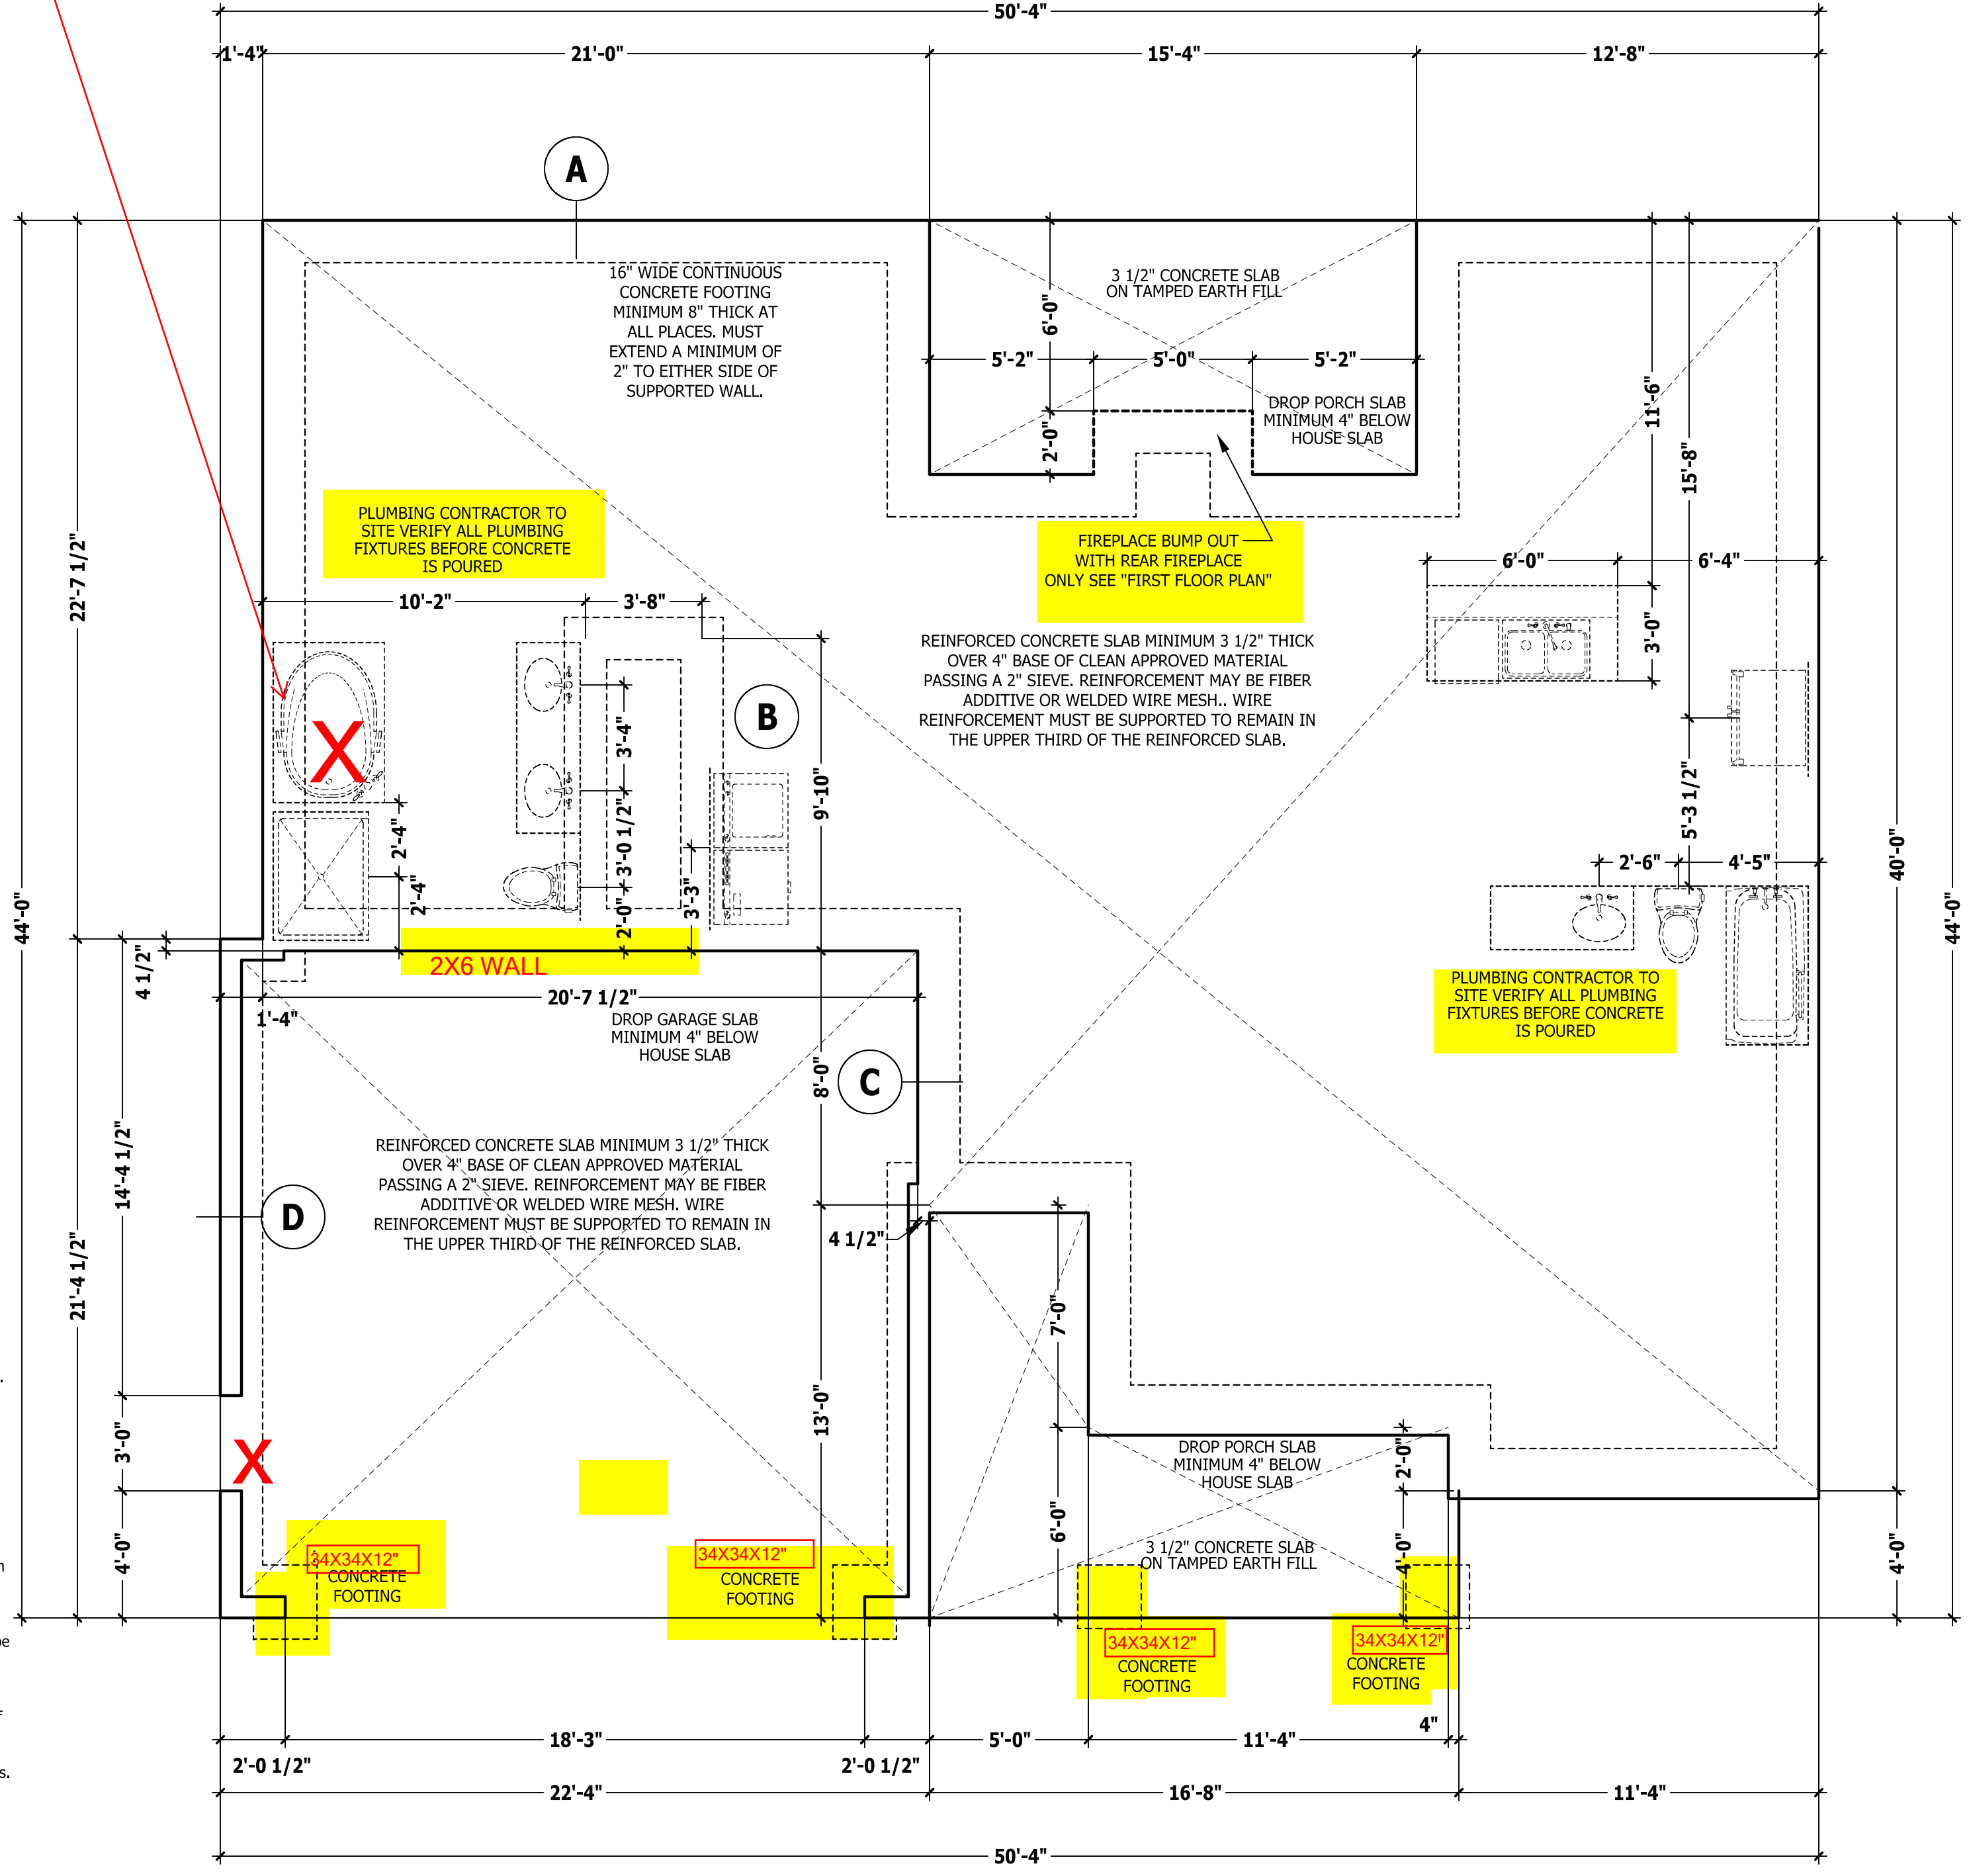 50'-4"
1'-4"
21'-0"
15'-4"
12'-8"
A
16" WIDE CONTINUOUS
CONCRETE FOOTING
MINIMUM 8" THICK AT
ALL PLACES. MUST
EXTEND A MINIMUM OF
2" TO EITHER SIDE OF
SUPPORTED WALL.
3 1/2" CONCRETE SLAB
ON TAMPED EARTH FILL
6'-0"
5'-2"
5'-0"
5'-2"
2'-0"
DROP PORCH SLAB
MINIMUM 4" BELOW
HOUSE SLAB
11'-6"
15'-8"
PLUMBING CONTRACTOR TO
SITE VERIFY ALL PLUMBING
FIXTURES BEFORE CONCRETE
IS POURED
FIREPLACE BUMP OUT
WITH REAR FIREPLACE
ONLY SEE "FIRST FLOOR PLAN"
22'-7 1/2"
6'-0"
6'-4"
10'-2"
3'-8"
3'-0"
REINFORCED CONCRETE SLAB MINIMUM 3 1/2" THICK
OVER 4" BASE OF CLEAN APPROVED MATERIAL
PASSING A 2" SIEVE. REINFORCEMENT MAY BE FIBER
ADDITIVE OR WELDED WIRE MESH.. WIRE
REINFORCEMENT MUST BE SUPPORTED TO REMAIN IN
THE UPPER THIRD OF THE REINFORCED SLAB.
B
X
3'-4"
9'-10"
5'-3 1/2"
2'-4"
3'-0 1/2"
2'-6"
4'-5"
40'-0"
2'-4"
3'-3"
2'-0"
44'-0"
44'-0"
4 1/2"
2X6 WALL
PLUMBING CONTRACTOR TO
SITE VERIFY ALL PLUMBING
FIXTURES BEFORE CONCRETE
IS POURED
20'-7 1/2"
1'-4"
DROP GARAGE SLAB
MINIMUM 4" BELOW
HOUSE SLAB
8'-0"
C
14'-4 1/2"
REINFORCED CONCRETE SLAB MINIMUM 3 1/2" THICK
OVER 4" BASE OF CLEAN APPROVED MATERIAL
PASSING A 2" SIEVE. REINFORCEMENT MAY BE FIBER
ADDITIVE OR WELDED WIRE MESH. WIRE
REINFORCEMENT MUST BE SUPPORTED TO REMAIN IN
THE UPPER THIRD OF THE REINFORCED SLAB.
D
4 1/2"
21'-4 1/2"
7'-0"
13'-0"
3'-0"
X
DROP PORCH SLAB
MINIMUM 4" BELOW
HOUSE SLAB
2'-0"
6'-0"
4'-0"
34X34X12"
CONCRETE
FOOTING
34X34X12"
CONCRETE
FOOTING
3 1/2" CONCRETE SLAB
ON TAMPED EARTH FILL
4'-0"
4'-0"
34X34X12"
CONCRETE
FOOTING
34X34X12"
CONCRETE
FOOTING
4"
18'-3"
5'-0"
11'-4"
2'-0 1/2"
2'-0 1/2"
22'-4"
16'-8"
11'-4"
50'-4"